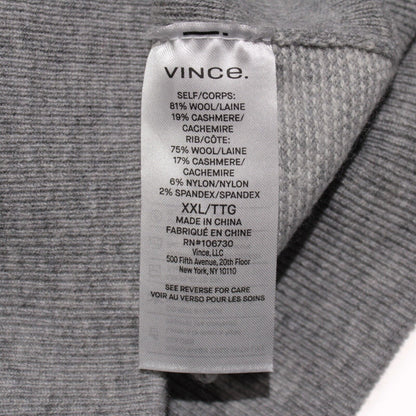 VINCE.
SELF/CORPS:
81% WOOL/LAINE
19% CASHMERE/
CACHEMIRE
RIB/CÔTE:
75% WOOL/LAINE
17% CASHMERE/
CACHEMIRE
6% NYLON/NYLON
2% SPANDEX/SPANDEX
XXL/TTG
MADE IN CHINA
FABRIQUÉ EN CHINE
RN#106730
Vince, LLC
500 Fifth Avenue, 20th Floor
New York, NY 10110
SEE REVERSE FOR CARE
VOIR AU VERSO POUR LES SOINS